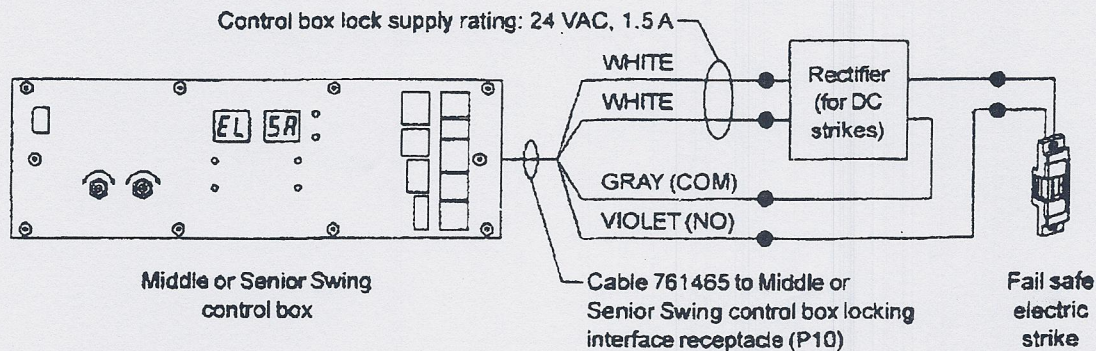 Control box lock supply rating: 24 VAC, 1.5 A
WHITE
WHITE
Rectifier
(for DC
strikes)
EL SA
GRAY (COM)
VIOLET (NO)
Middle or Senior Swing
control box
Cable 761465 to Middle or
Senior Swing control box locking
interface receptacle (P10)
Fail safe
electric
strike